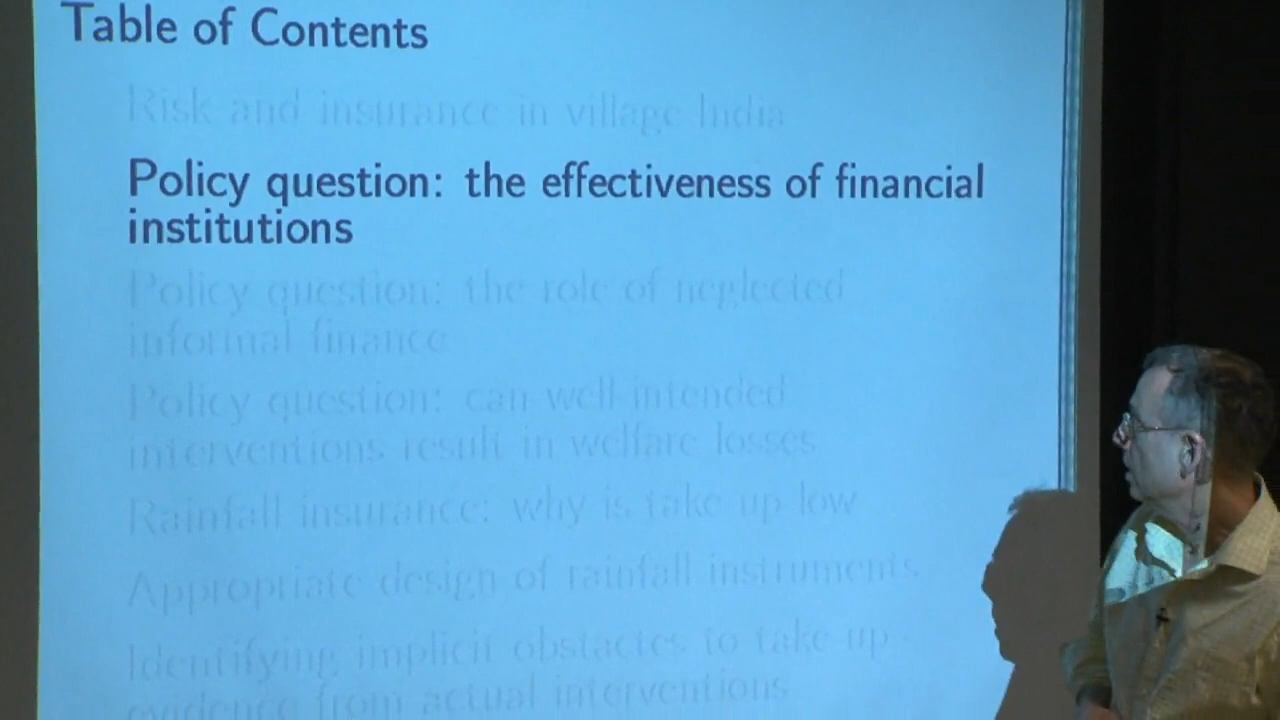 Table of Contents
Risk and insurance in village India
Policy question: the effectiveness of financial
institutions
Policy question: the role of neglected
informal finance
Policy question: can well intended
interventions result in welfare losses
Rainfall insurance: why is take up low
Appropriate design of rainfall instruments
Identifying implicit obstacles to take-up -
evidence from actual interventions